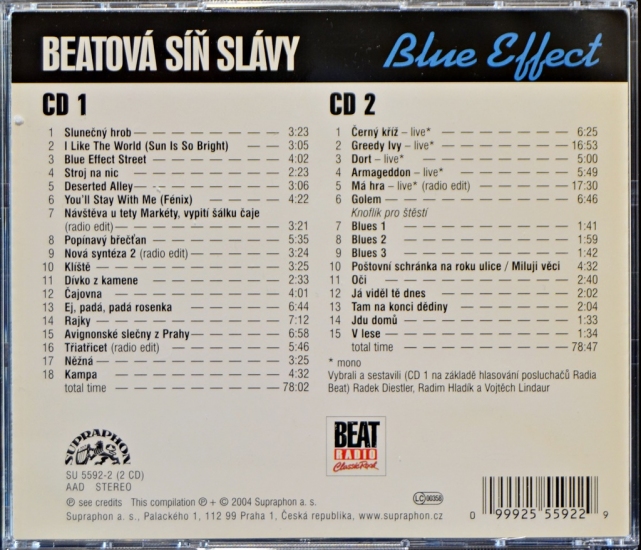 BEATOVÁ SÍŇ SLÁVY
Blue Effect
CD 1
1 Slunečný hrob 3:23
2 I Like The World (Sun Is So Bright) 3:05
3 Blue Effect Street 4:02
4 Stroj na nic 2:23
5 Deserted Alley 3:06
6 You'll Stay With Me (Fénix) 4:22
7 Návštěva u tety Markéty, vypití šálku čaje
(radio edit) 3:21
8 Popínavý břečťan 5:35
9 Nová syntéza 2 (radio edit) 3:24
10 Klíště 3:25
11 Dívko z kamene 2:33
12 Čajovna 4:01
13 Ej, padá, padá rosenka 6:44
14 Rajky 7:12
15 Avignonské slečny z Prahy 6:58
16 Třiatřicet (radio edit) 5:46
17 Něžná 3:25
18 Kampa 4:32
total time 78:02
CD 2
1 Černý kříž – live* 6:25
2 Greedy Ivy – live* 16:53
3 Dort – live* 5:00
4 Armageddon – live* 5:49
5 Má hra – live* (radio edit) 17:30
6 Golem 6:46
Knoflík pro štěstí
7 Blues 1 1:41
8 Blues 2 1:59
9 Blues 3 1:42
10 Poštovní schránka na roku ulice / Miluji věci 4:32
11 Oči 2:40
12 Já viděl tě dnes 2:02
13 Tam na konci dědiny 2:04
14 Jdu domů 1:33
15 V lese 1:34
total time 78:47
* mono
Vybrali a sestavili (CD 1 na základě hlasování posluchačů Radia
Beat) Radek Diestler, Radim Hladík a Vojtěch Lindaur
SUPRAPHON
SU 5592-2 (2 CD)
AAD STEREO
BEAT
RADIO
Classic Rock
℗ see credits This compilation ℗ + © 2004 Supraphon a. s.
Supraphon a. s., Palackého 1, 112 99 Praha 1, Česká republika, www.supraphon.cz
LC 06358
0 99925 55922 9